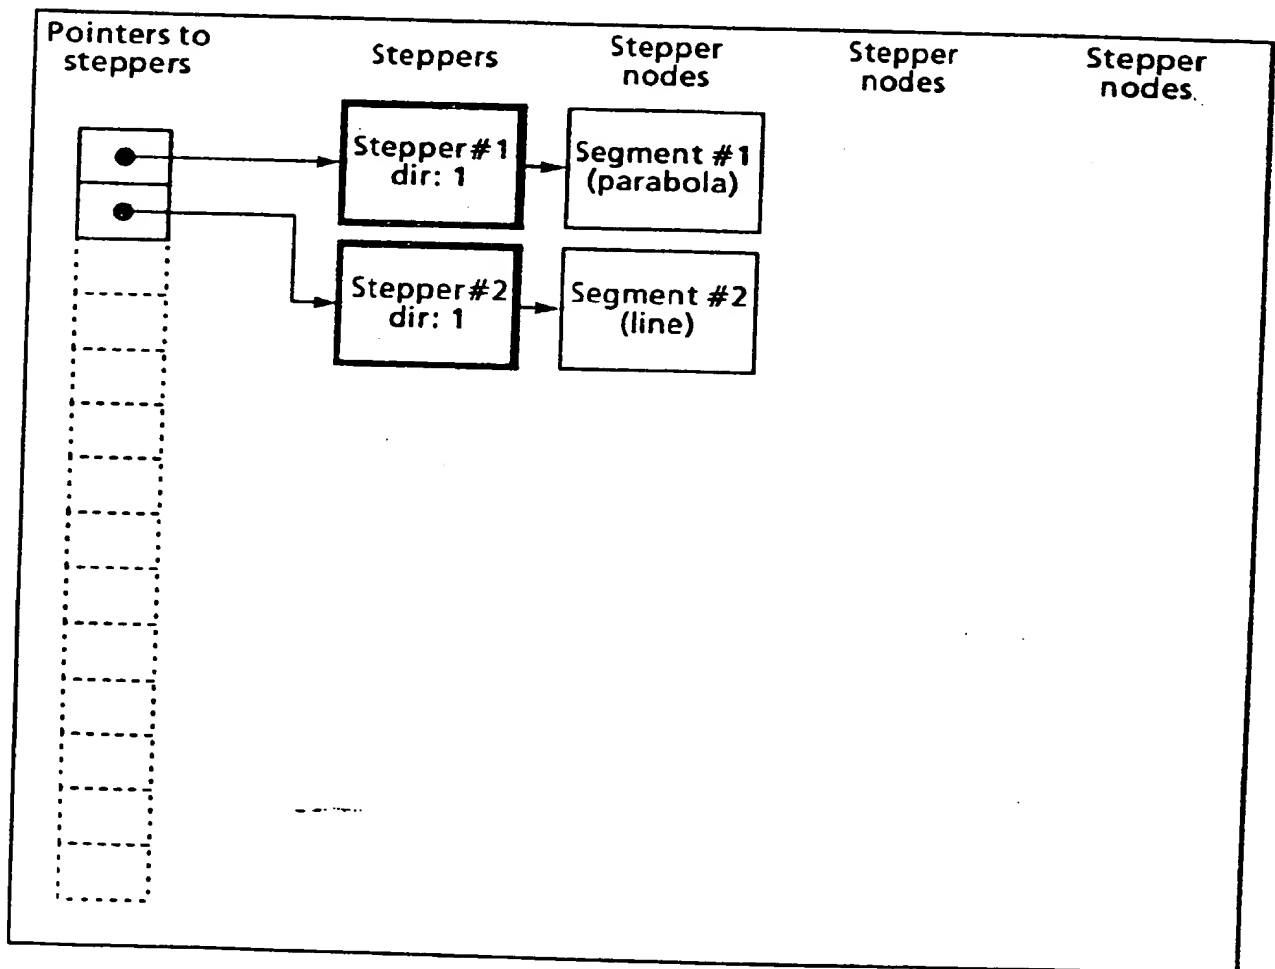 Pointers to
steppers
Steppers
Stepper
nodes
Stepper
nodes
Stepper
nodes
Stepper#1
dir: 1
Segment #1
(parabola)
Stepper#2
dir: 1
Segment #2
(line)